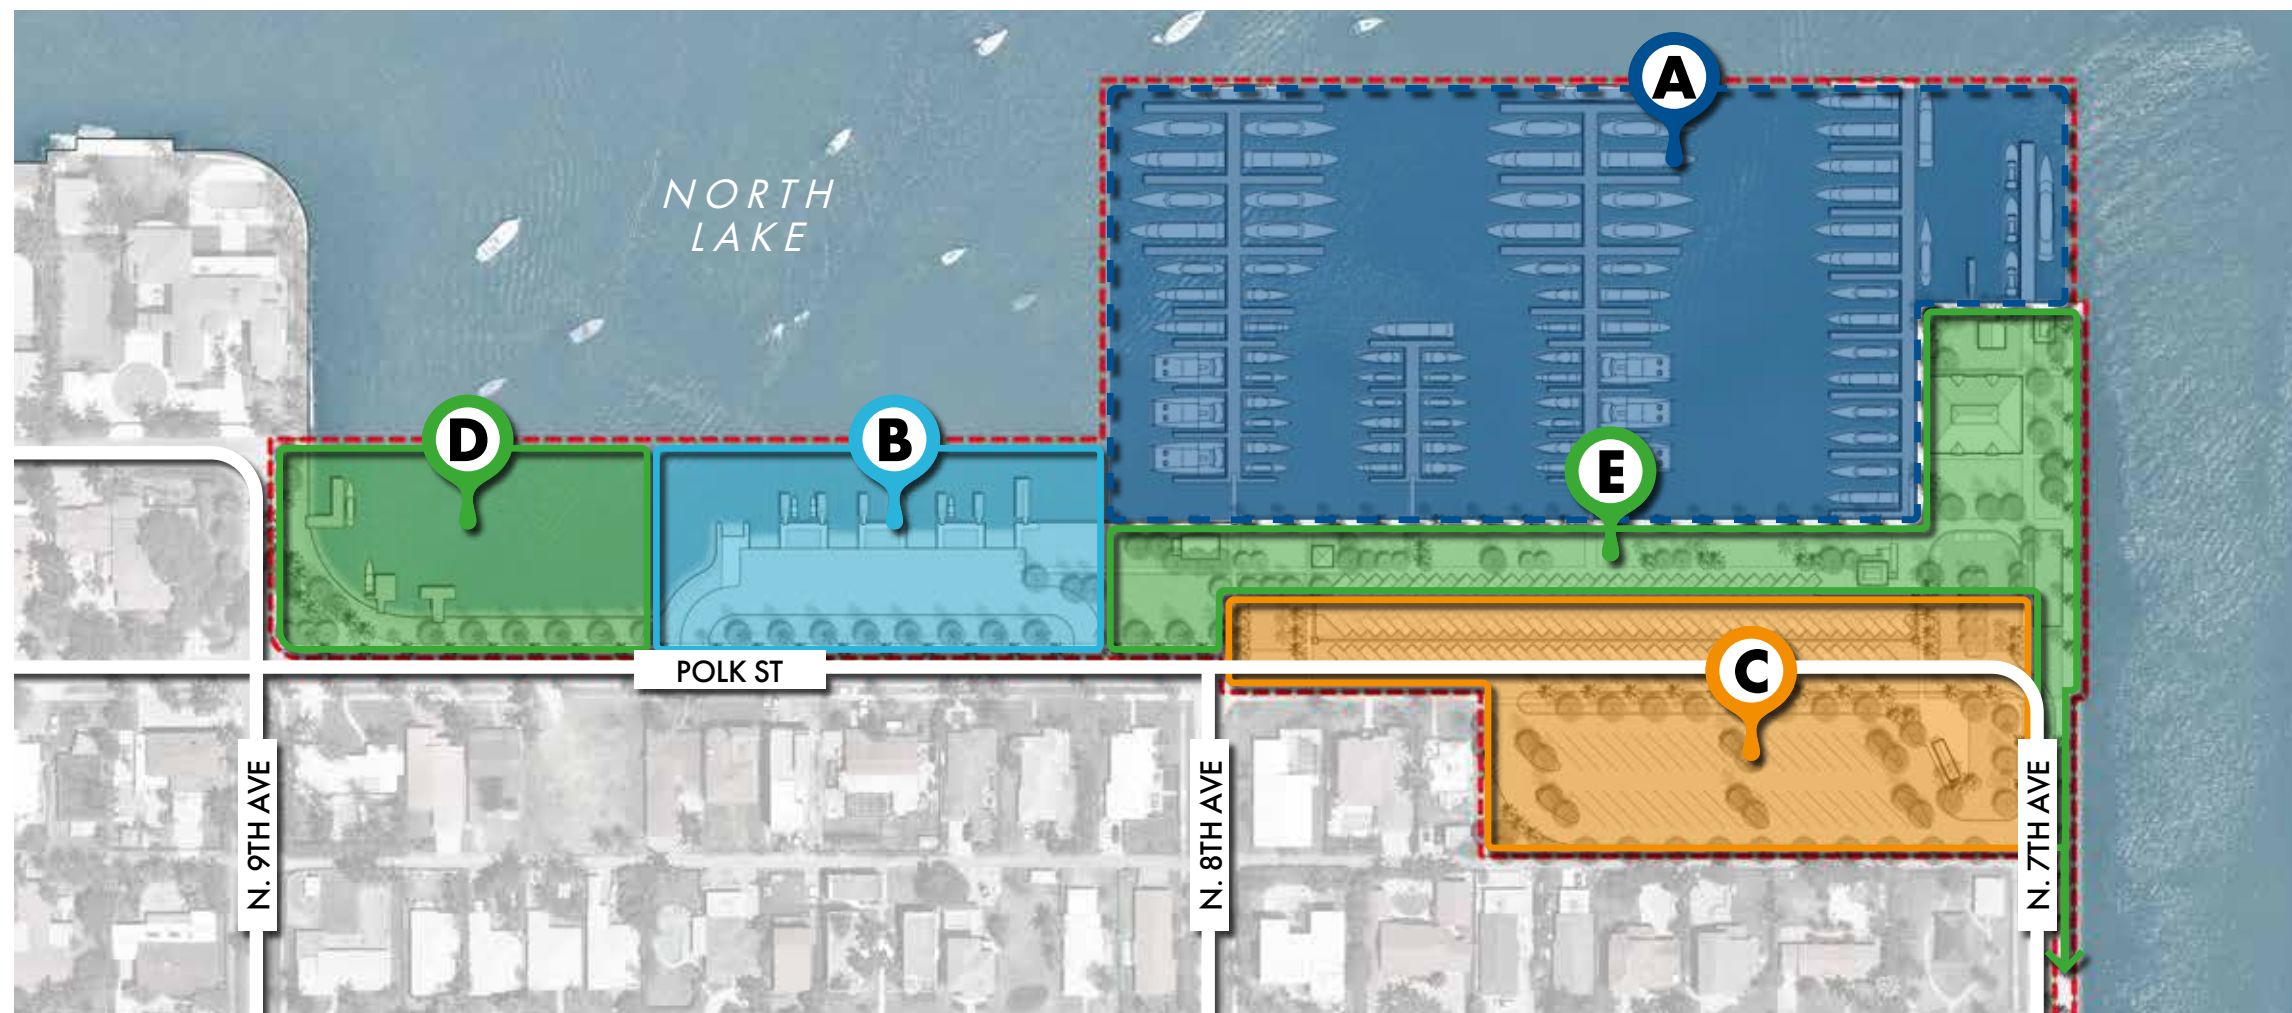 A
NORTH
LAKE
D
B
E
POLK ST
C
N. 9TH AVE
N. 8TH AVE
N. 7TH AVE